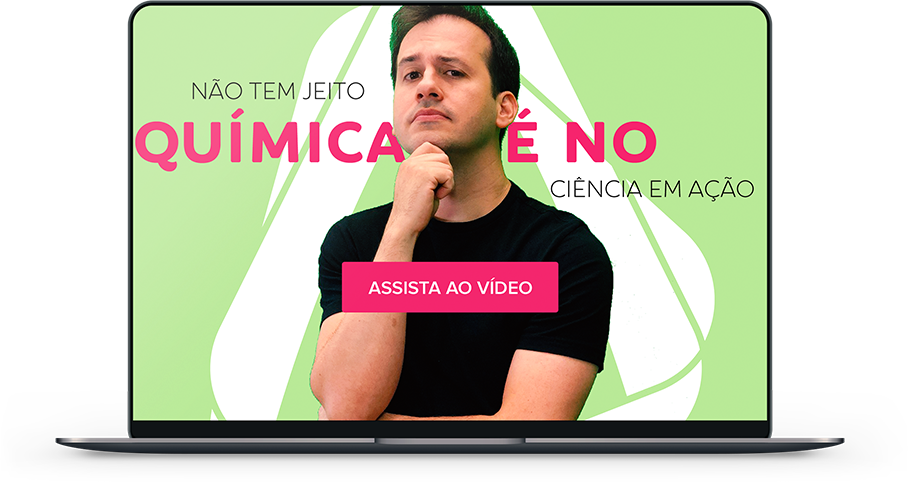 NÃO TEM JEITO
QUÍMICA É NO
CIÊNCIA EM AÇÃO
ASSISTA AO VÍDEO